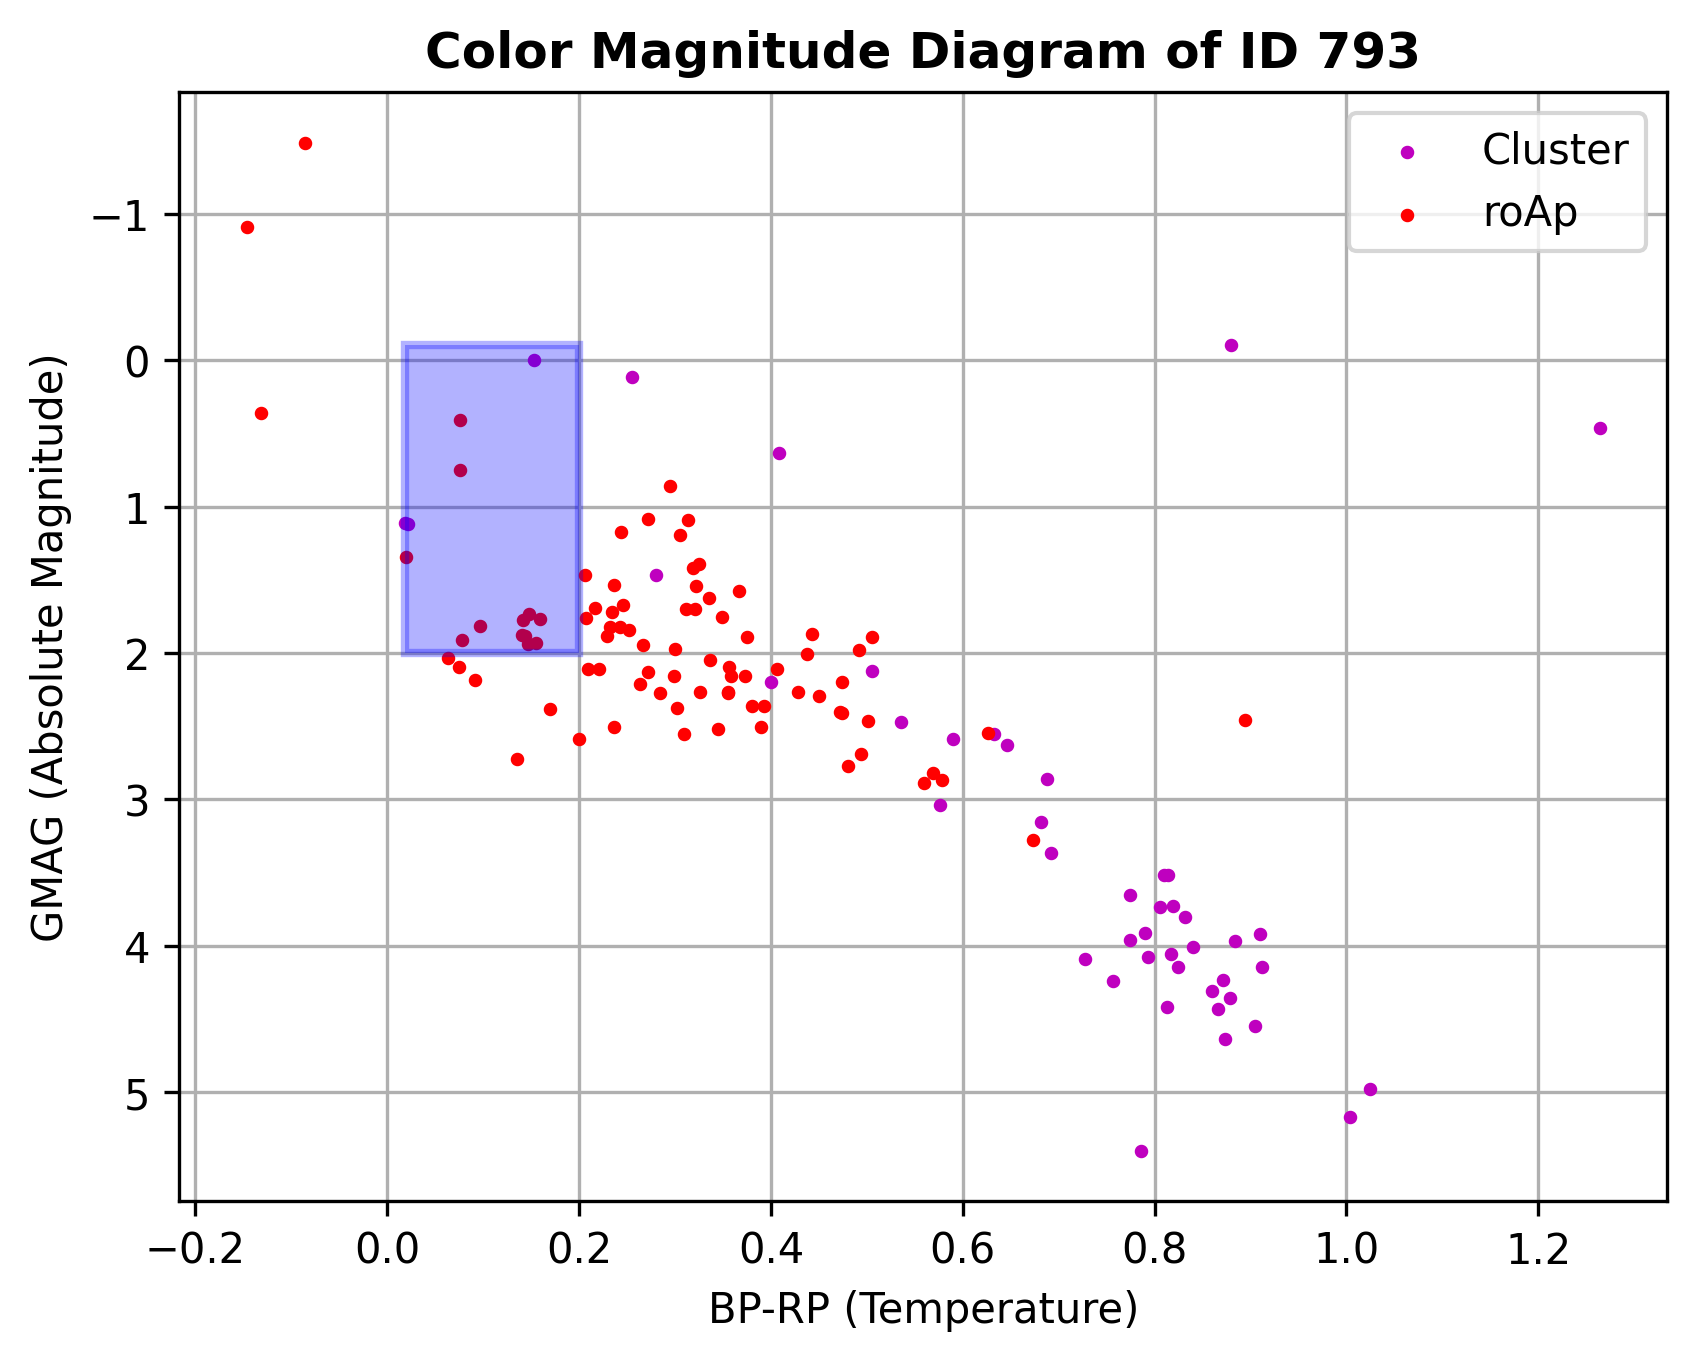 Color Magnitude Diagram of ID 793
Cluster
roAp
−1
0
1
2
3
4
5
GMAG (Absolute Magnitude)
−0.2 0.0 0.2 0.4 0.6 0.8 1.0 1.2
BP-RP (Temperature)